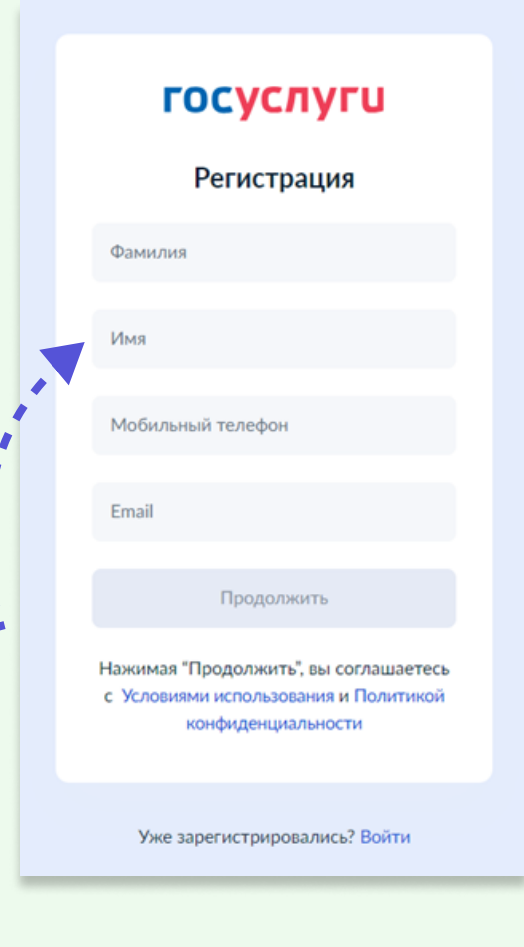 госуслуги
Регистрация
Фамилия
Имя
Мобильный телефон
Email
Продолжить
Нажимая "Продолжить", вы соглашаетесь
с Условиями использования и Политикой
конфиденциальности
Уже зарегистрировались? Войти